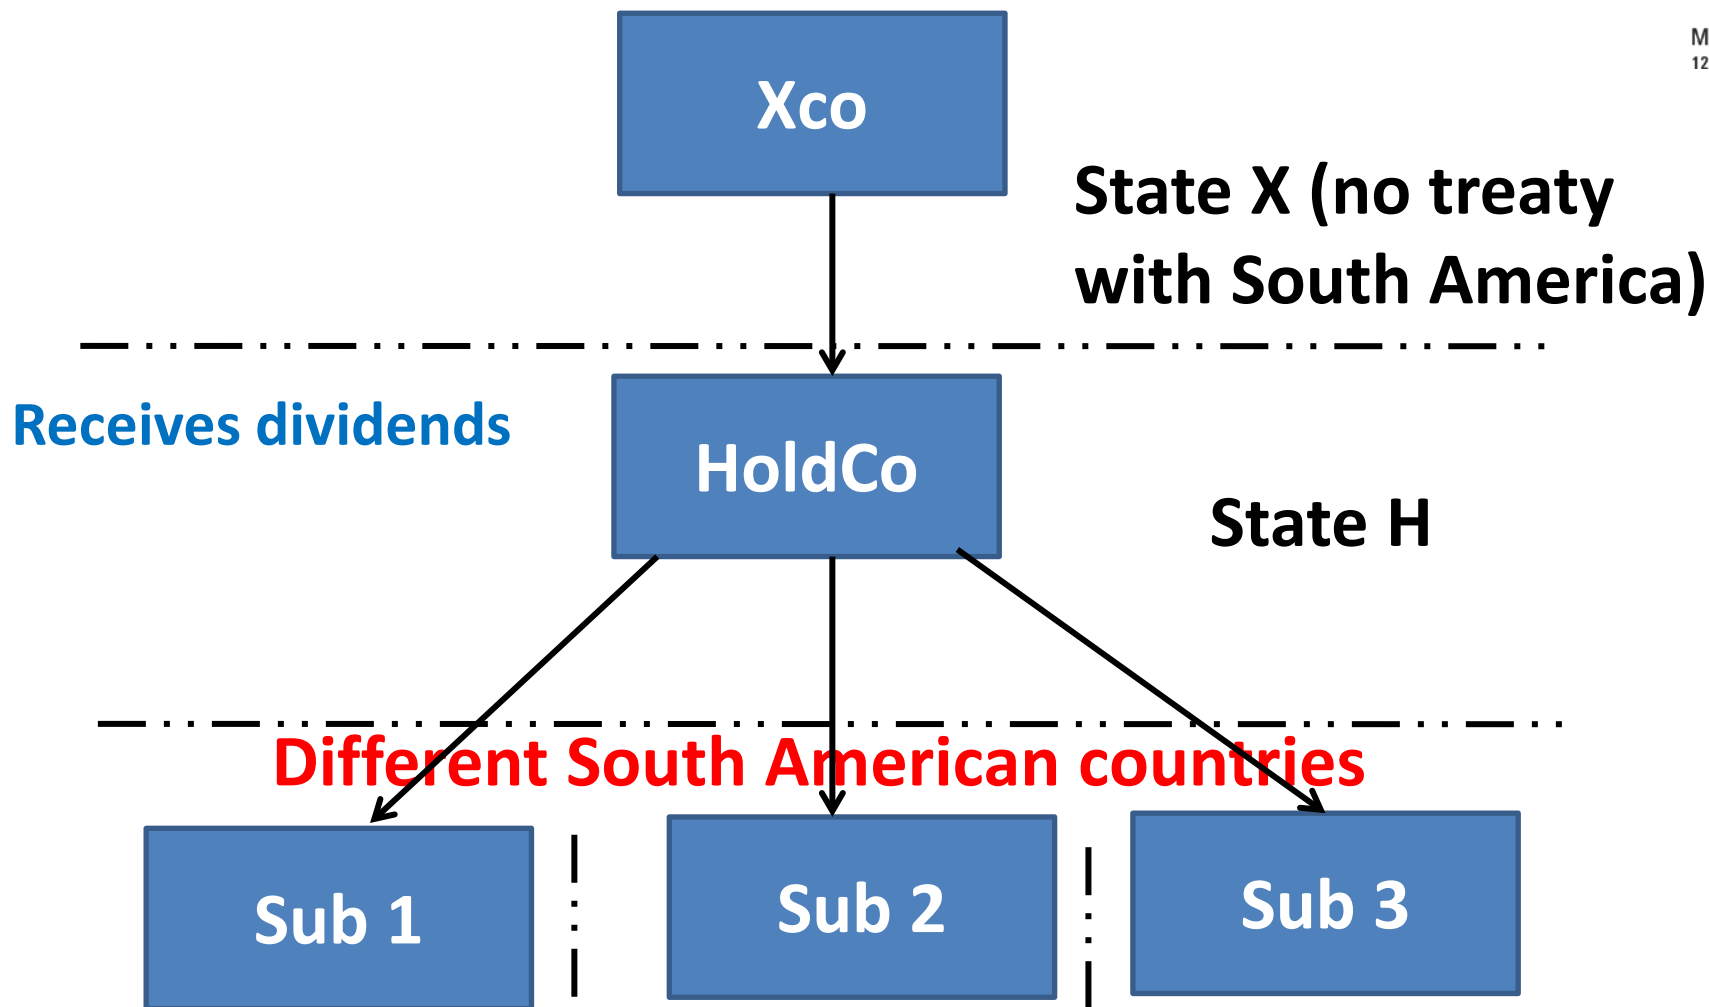 M
12
Xco
State X (no treaty
with South America)
Receives dividends
HoldCo
State H
Different South American countries
Sub 1
Sub 2
Sub 3